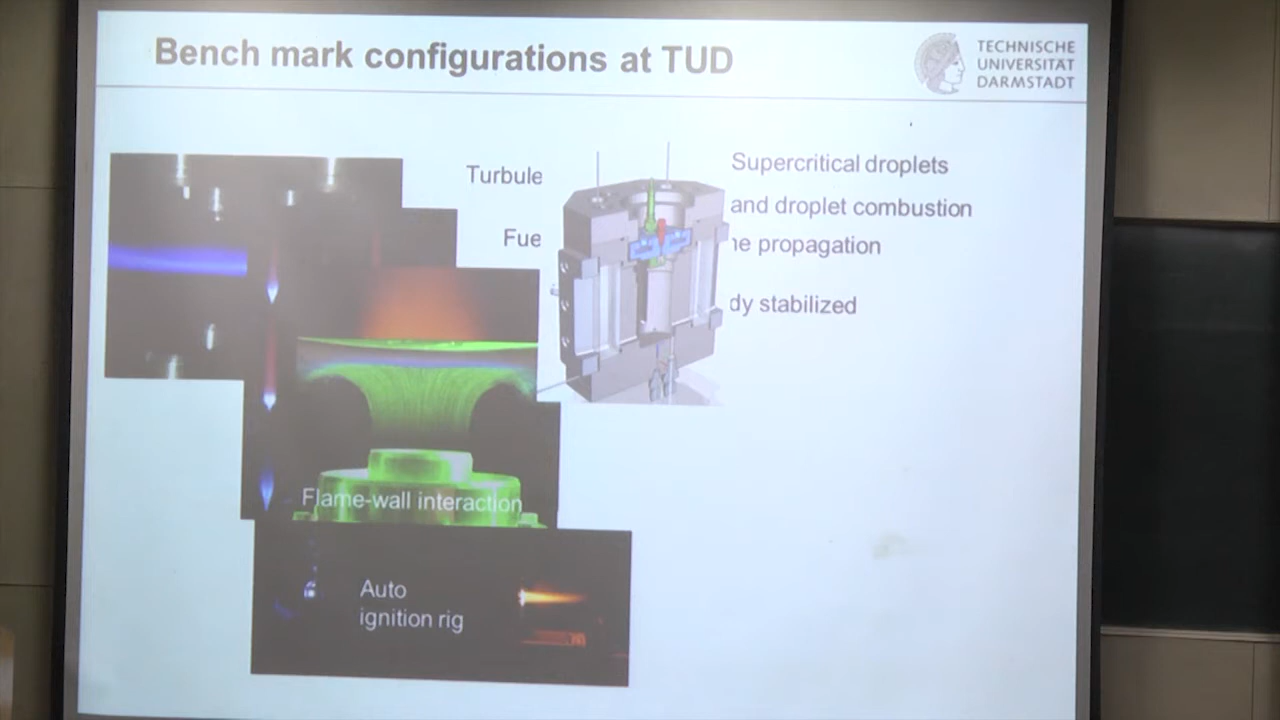 Bench mark configurations at TUD
TECHNISCHE
UNIVERSITÄT
DARMSTADT
Turbule
Supercritical droplets
and droplet combustion
Fue
ne propagation
dy stabilized
Flame-wall interaction
Auto
ignition rig